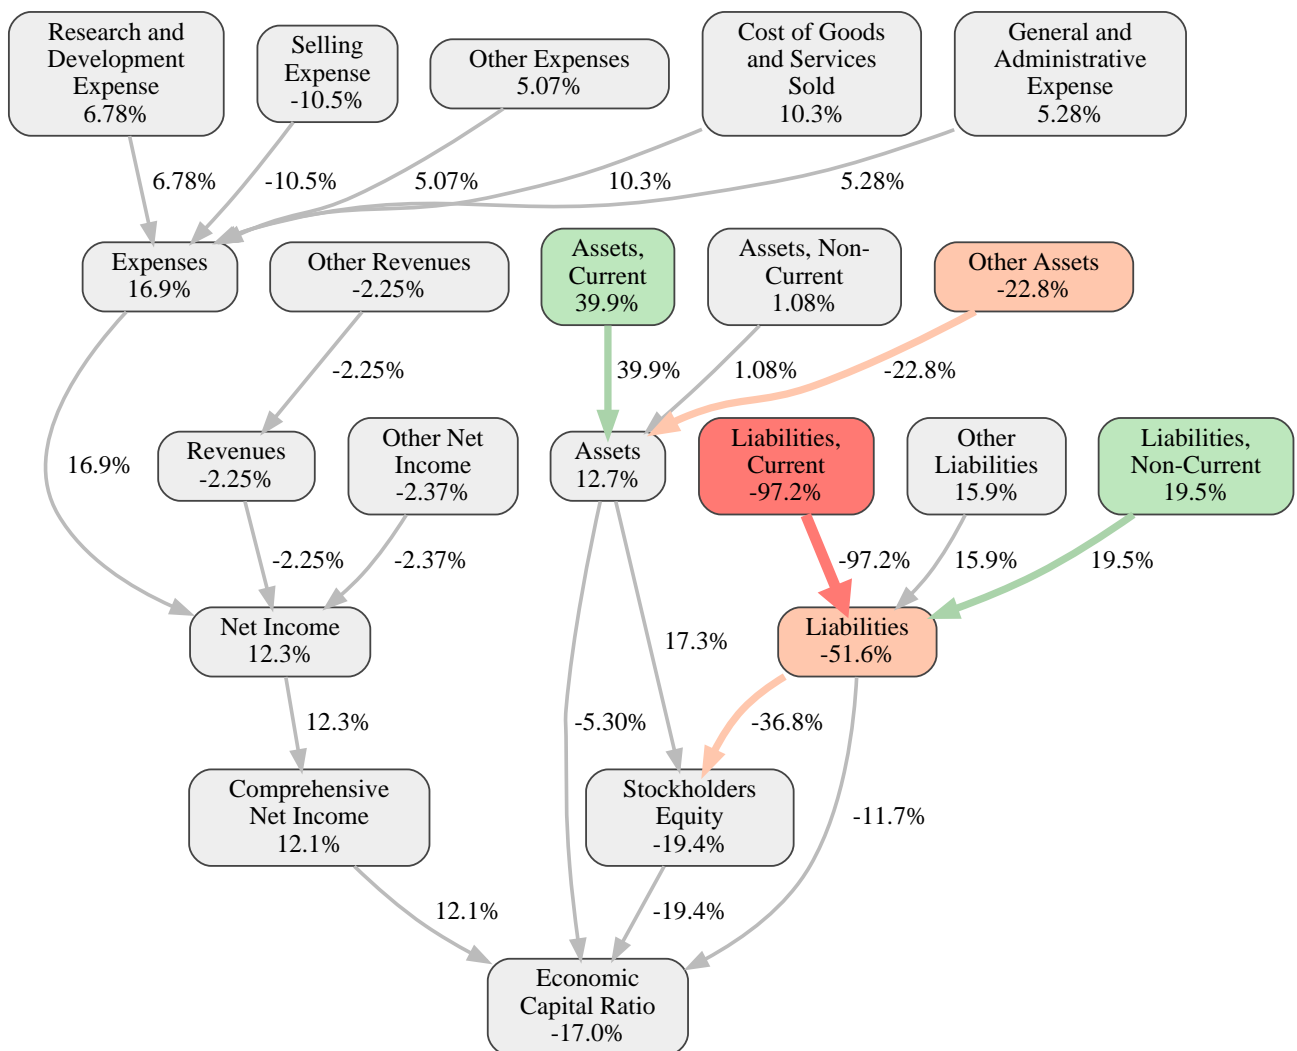 Research and
Development
Expense
6.78%
Selling
Expense
-10.5%
Other Expenses
5.07%
Cost of Goods
and Services
Sold
10.3%
General and
Administrative
Expense
5.28%
6.78%
-10.5%
5.07%
10.3%
5.28%
Expenses
16.9%
Other Revenues
-2.25%
Assets,
Current
39.9%
Assets, Non-
Current
1.08%
Other Assets
-22.8%
-2.25%
39.9%
1.08%
-22.8%
16.9%
Revenues
-2.25%
Other Net
Income
-2.37%
Assets
12.7%
Liabilities,
Current
-97.2%
Other
Liabilities
15.9%
Liabilities,
Non-Current
19.5%
-2.25%
-2.37%
-97.2%
15.9%
19.5%
Net Income
12.3%
17.3%
Liabilities
-51.6%
12.3%
-5.30%
-36.8%
Comprehensive
Net Income
12.1%
Stockholders
Equity
-19.4%
-11.7%
12.1%
-19.4%
Economic
Capital Ratio
-17.0%